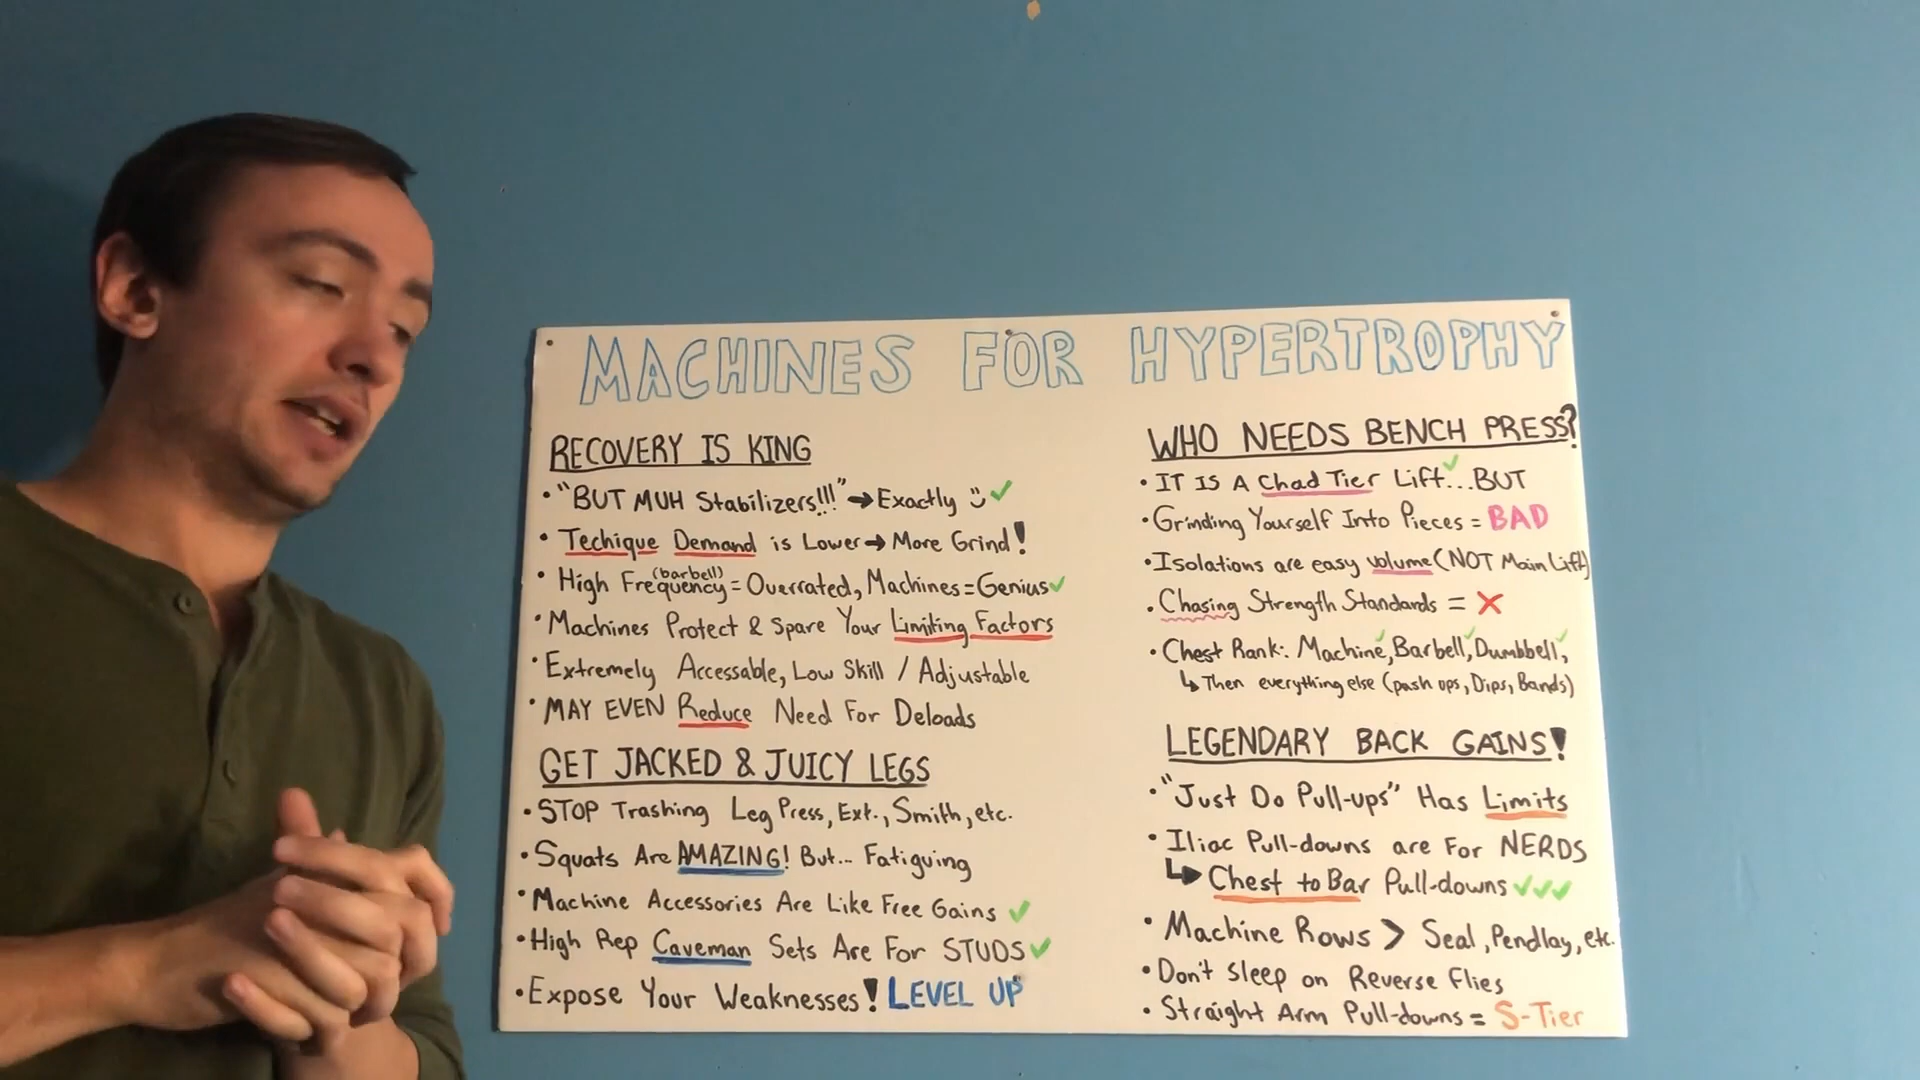 MACHINES FOR HYPERTROPHY
RECOVERY IS KING
• "BUT MUH Stabilizers!!!" → Exactly ☺ ✓
• Techique Demand is Lower → More Grind!
• High Frequency (barbell) = Overrated, Machines = Genius ✓
• Machines Protect & Spare Your Limiting Factors
• Extremely Accessable, Low Skill / Adjustable
• MAY EVEN Reduce Need For Deloads
GET JACKED & JUICY LEGS
• STOP Trashing Leg Press, Ext., Smith, etc.
• Squats Are AMAZING! But... Fatiguing
• Machine Accessories Are Like Free Gains ✓
• High Rep Caveman Sets Are For STUDS ✓
• Expose Your Weaknesses! LEVEL UP
WHO NEEDS BENCH PRESS?
• IT IS A Chad Tier Lift ✓... BUT
• Grinding Yourself Into Pieces = BAD
• Isolations are easy volume (NOT Main Lift)
• Chasing Strength Standards = X
• Chest Rank: Machine ✓, Barbell ✓, Dumbbell ✓,
↳ Then everything else (push ups, Dips, Bands)
LEGENDARY BACK GAINS!
• "Just Do Pull-ups" Has Limits
• Iliac Pull-downs are For NERDS
↳ Chest to Bar Pull-downs ✓✓✓
• Machine Rows > Seal, Pendlay, etc.
• Don't Sleep on Reverse Flies
• Straight Arm Pull-downs = S-Tier